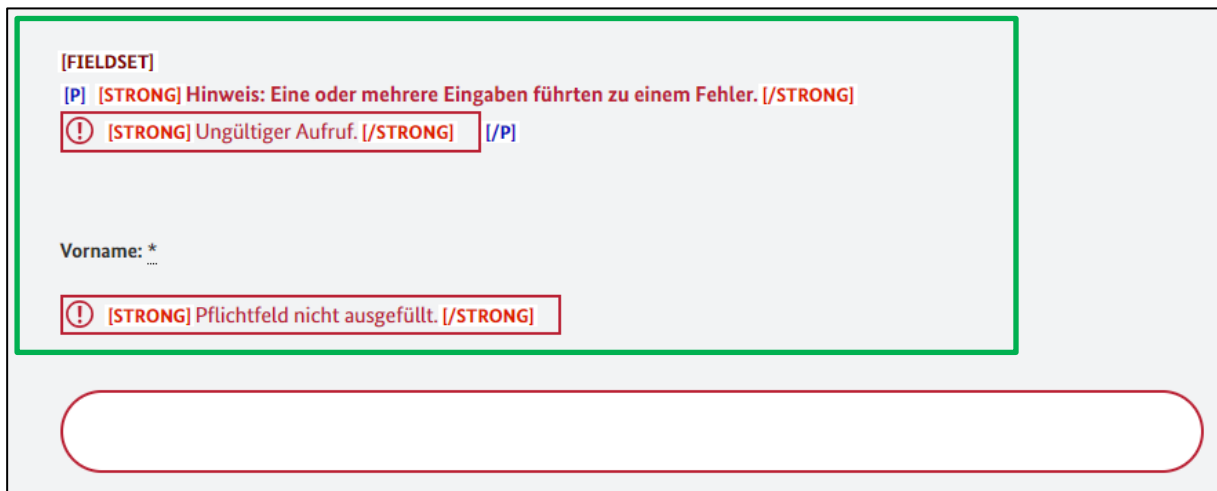 [FIELDSET]
[P] [STRONG] Hinweis: Eine oder mehrere Eingaben führten zu einem Fehler. [/STRONG]
[STRONG] Ungültiger Aufruf. [/STRONG] [/P]
Vorname: *
[STRONG] Pflichtfeld nicht ausgefüllt. [/STRONG]